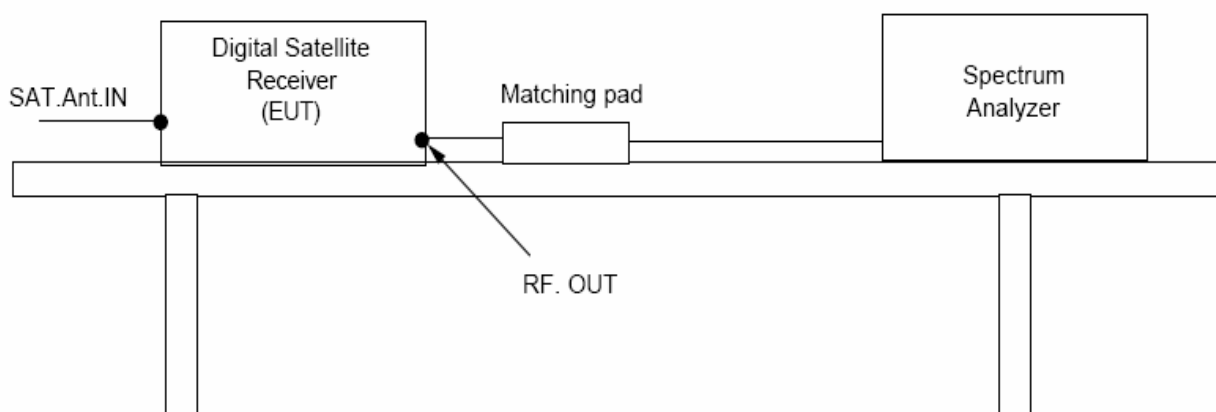 SAT.Ant.IN
Digital Satellite
Receiver
(EUT)
Matching pad
Spectrum
Analyzer
RF. OUT